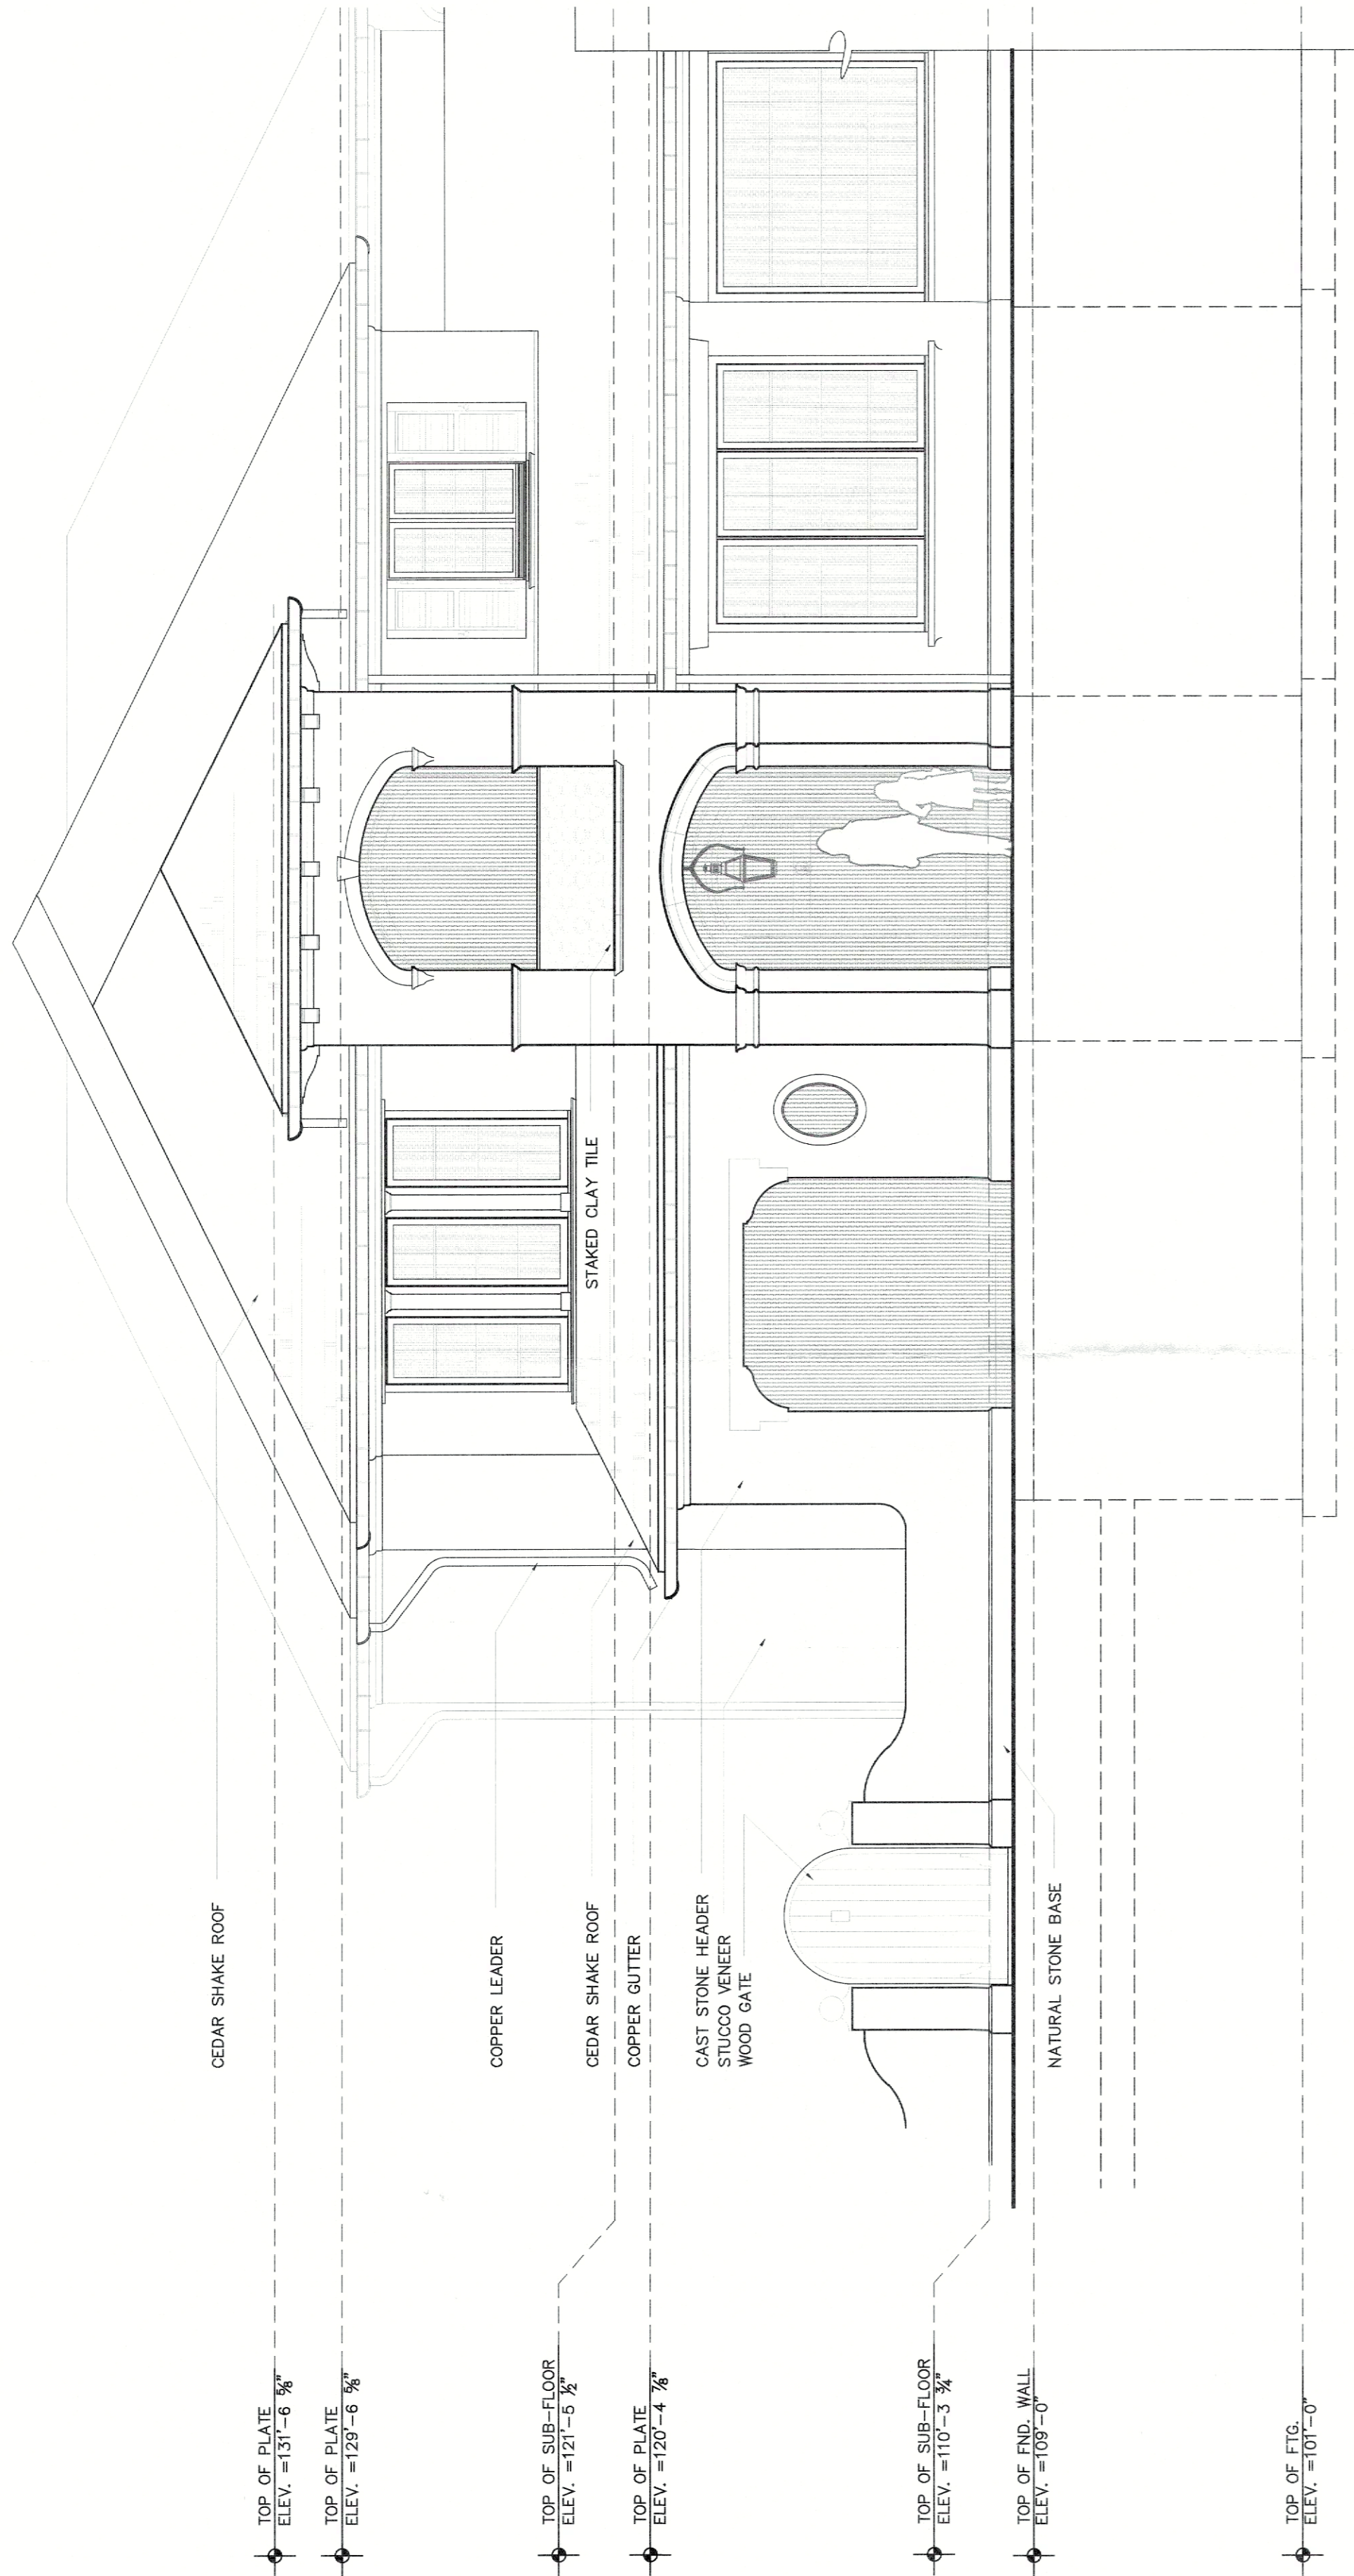 CEDAR SHAKE ROOF
COPPER LEADER
CEDAR SHAKE ROOF
COPPER GUTTER
CAST STONE HEADER
STUCCO VENEER
WOOD GATE
NATURAL STONE BASE
STAKED CLAY TILE
TOP OF PLATE
ELEV. =131'-6 5/8"
TOP OF PLATE
ELEV. =129'-6 5/8"
TOP OF SUB-FLOOR
ELEV. =121'-5 1/2"
TOP OF PLATE
ELEV. =120'-4 7/8"
TOP OF SUB-FLOOR
ELEV. =110'-3 3/4"
TOP OF FND. WALL
ELEV. =109'-0"
TOP OF FTG.
ELEV. =101'-0"